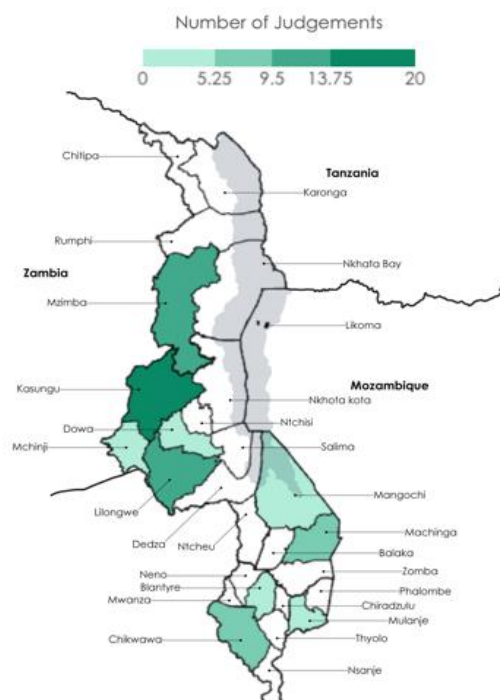 Number of Judgements
0 5.25 9.5 13.75 20
Chitipa
Tanzania
Karonga
Rumphi
Nkhata Bay
Zambia
Mzimba
Likoma
Mozambique
Kasungu
Nkhota kota
Ntchisi
Dowa
Mchinji
Salima
Mangochi
Lilongwe
Machinga
Dedza
Ntcheu
Balaka
Neno
Zomba
Blantyre
Phalombe
Mwanza
Chiradzulu
Mulanje
Chikwawa
Thyolo
Nsanje